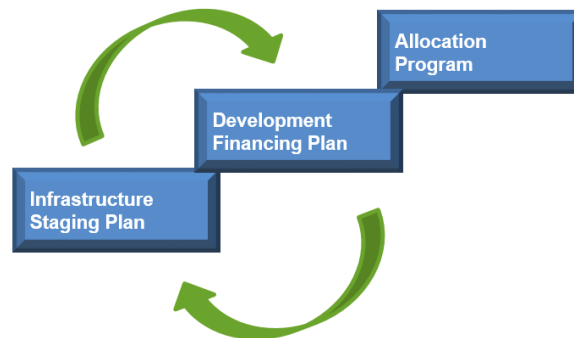 Allocation
Program
Development
Financing Plan
Infrastructure
Staging Plan